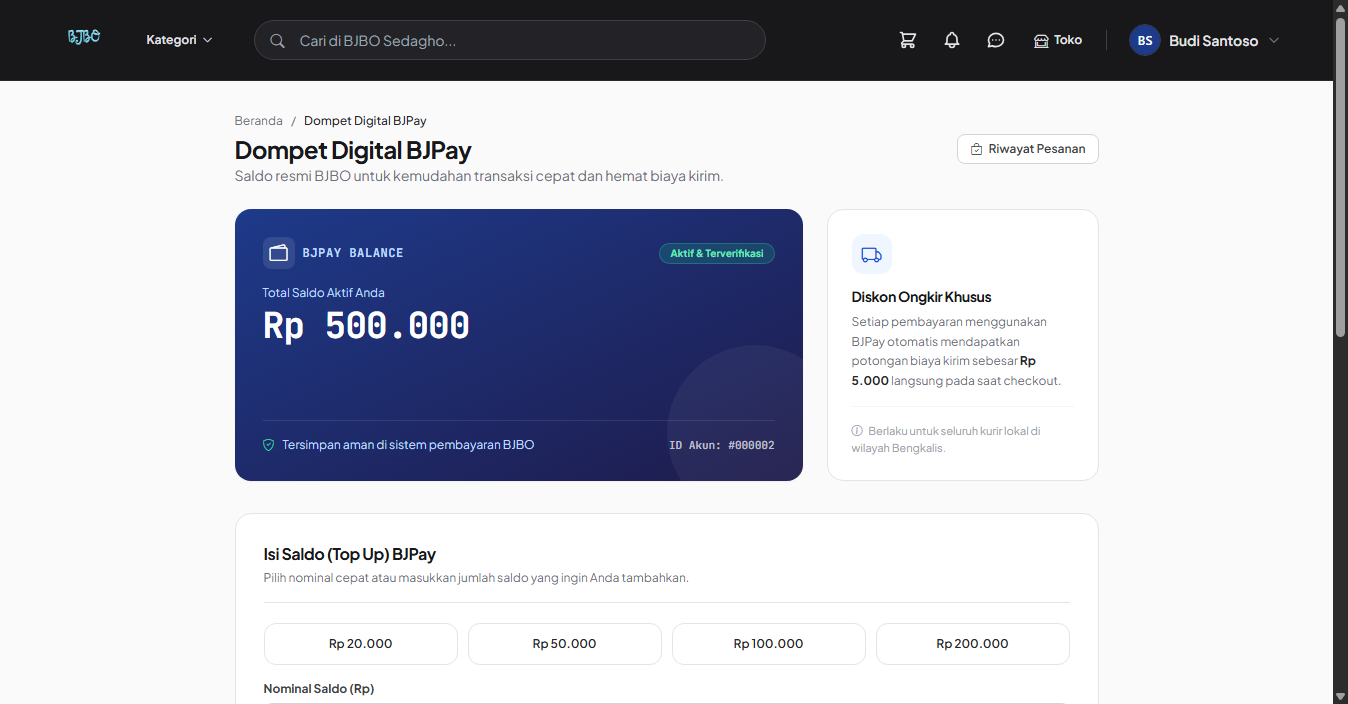 BJBO
Kategori
Cari di BJBO Sedagho...
Toko
BS
Budi Santoso
Beranda / Dompet Digital BJPay
Dompet Digital BJPay
Saldo resmi BJBO untuk kemudahan transaksi cepat dan hemat biaya kirim.
Riwayat Pesanan
BJPAY BALANCE
Aktif & Terverifikasi
Total Saldo Aktif Anda
Rp 500.000
Tersimpan aman di sistem pembayaran BJBO
ID Akun: #000002
Diskon Ongkir Khusus
Setiap pembayaran menggunakan
BJPay otomatis mendapatkan
potongan biaya kirim sebesar Rp
5.000 langsung pada saat checkout.
Berlaku untuk seluruh kurir lokal di
wilayah Bengkalis.
Isi Saldo (Top Up) BJPay
Pilih nominal cepat atau masukkan jumlah saldo yang ingin Anda tambahkan.
Rp 20.000
Rp 50.000
Rp 100.000
Rp 200.000
Nominal Saldo (Rp)